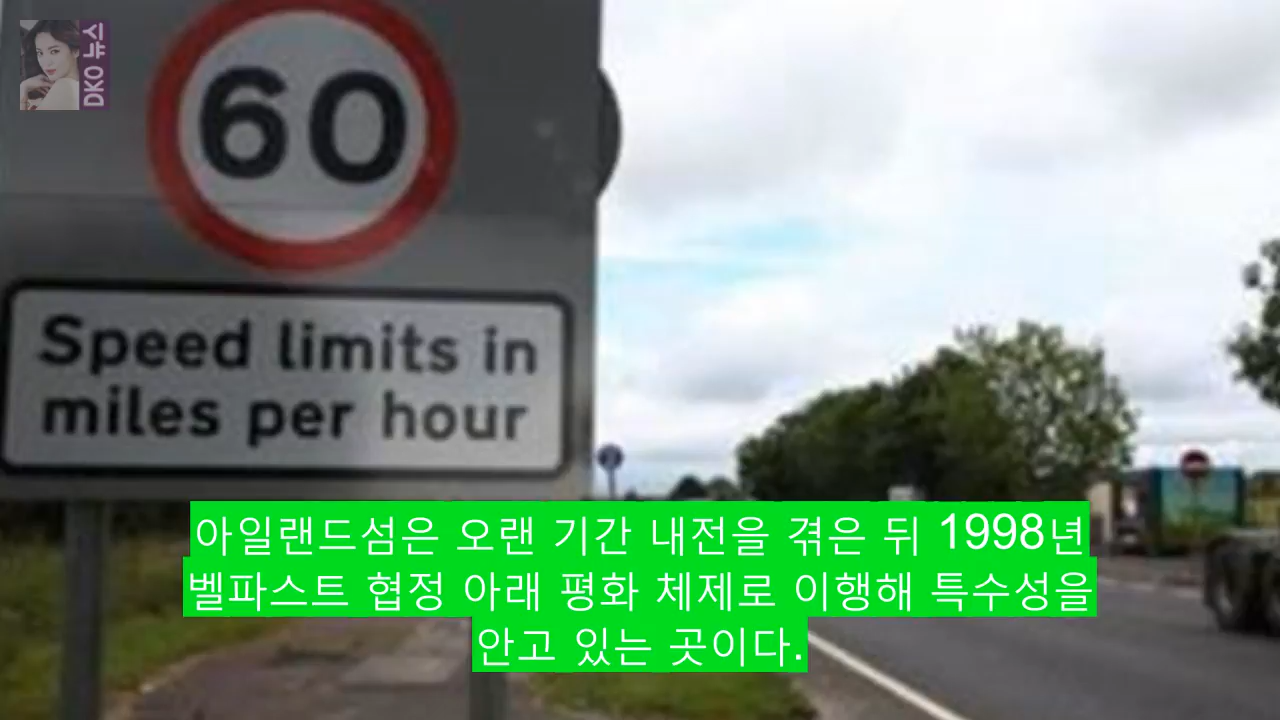 DKO 뉴스
60
Speed limits in
miles per hour
아일랜드섬은 오랜 기간 내전을 겪은 뒤 1998년
벨파스트 협정 아래 평화 체제로 이행해 특수성을
안고 있는 곳이다.